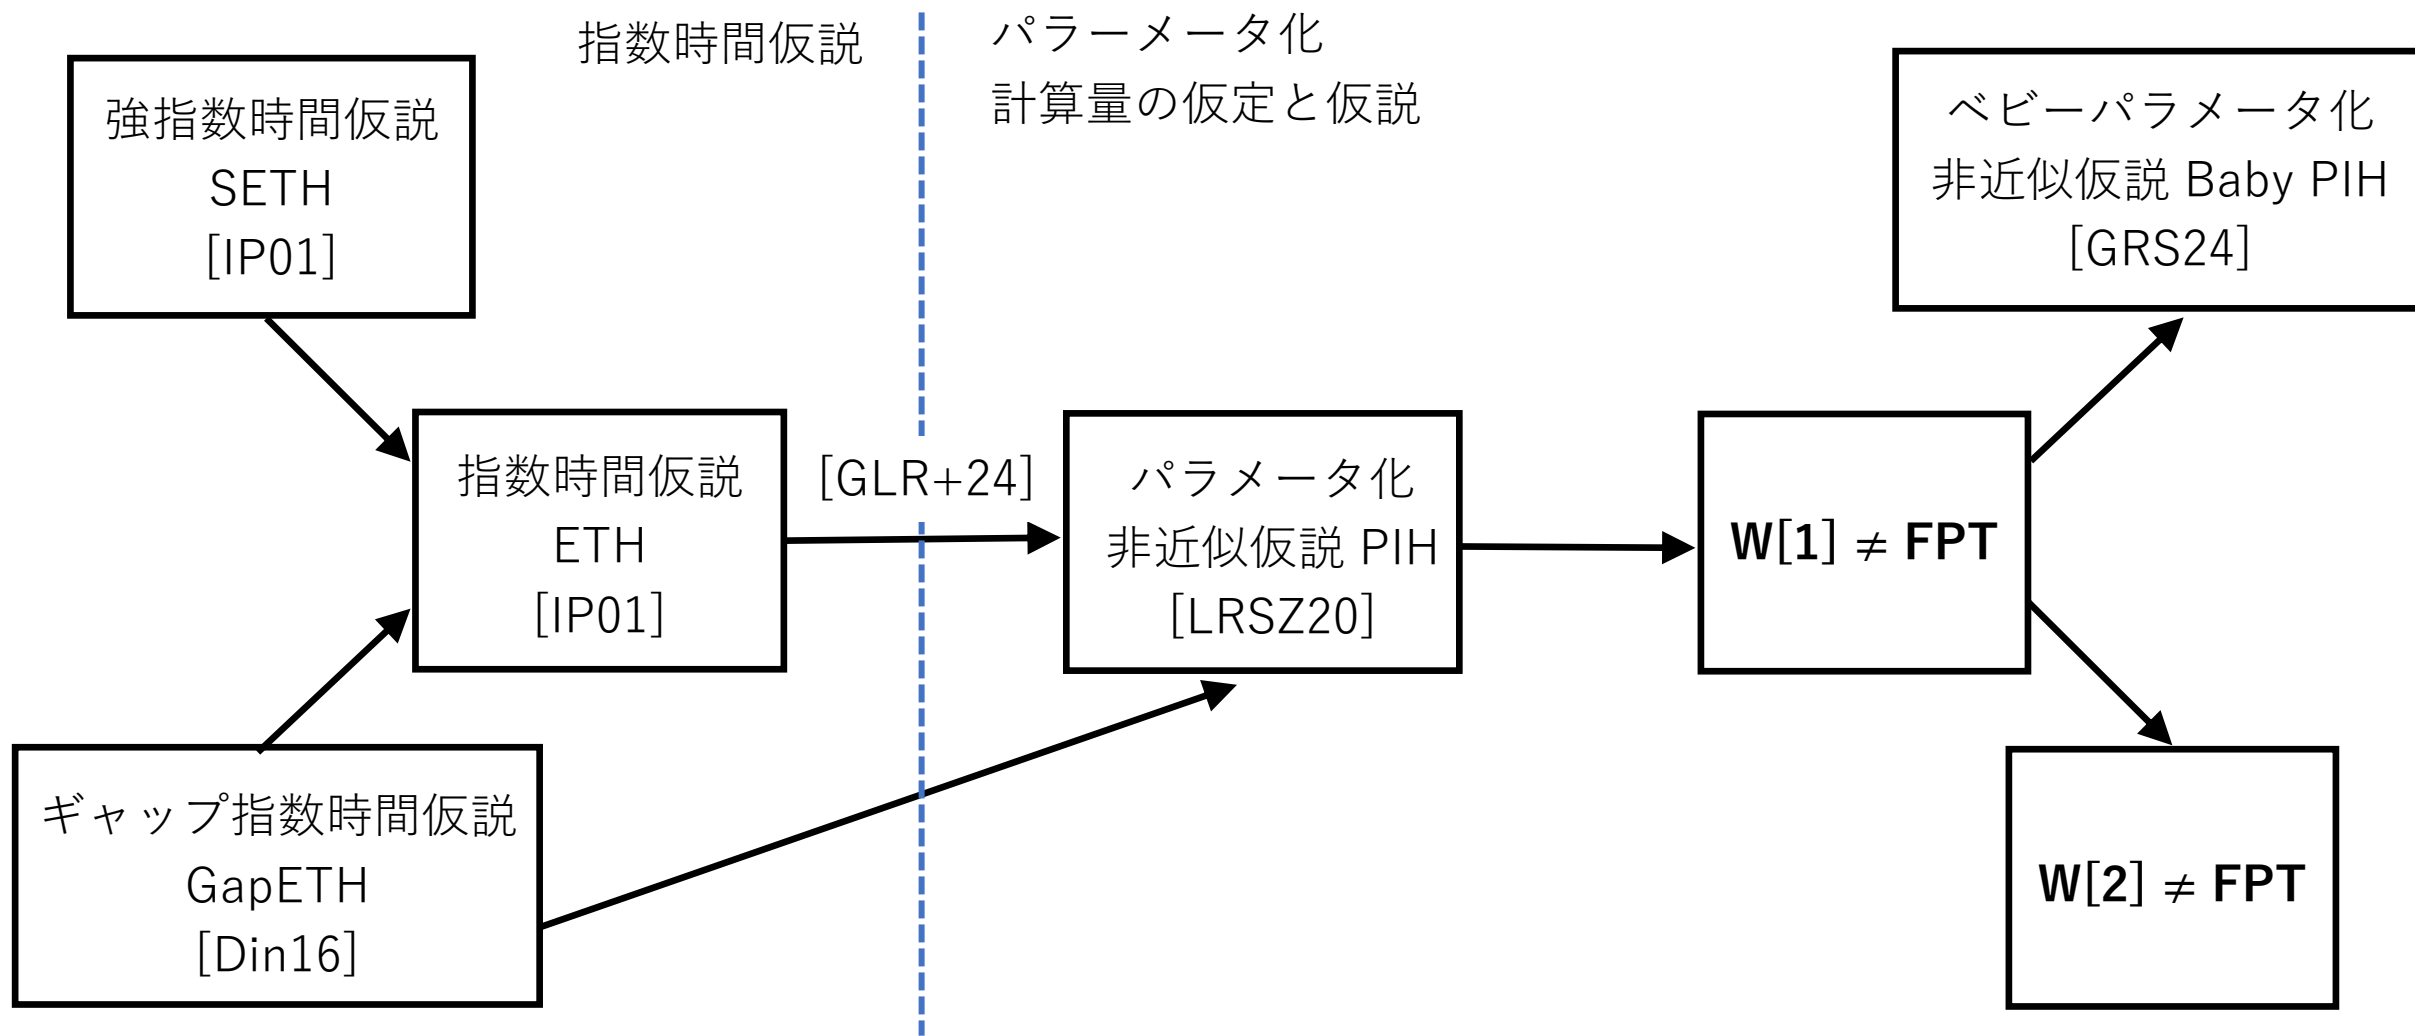 指数時間仮説
パラーメータ化
計算量の仮定と仮説
強指数時間仮説
SETH
[IP01]
ベビーパラメータ化
非近似仮説 Baby PIH
[GRS24]
指数時間仮説
ETH
[IP01]
[GLR+24]
パラメータ化
非近似仮説 PIH
[LRSZ20]
W[1] ≠ FPT
ギャップ指数時間仮説
GapETH
[Din16]
W[2] ≠ FPT